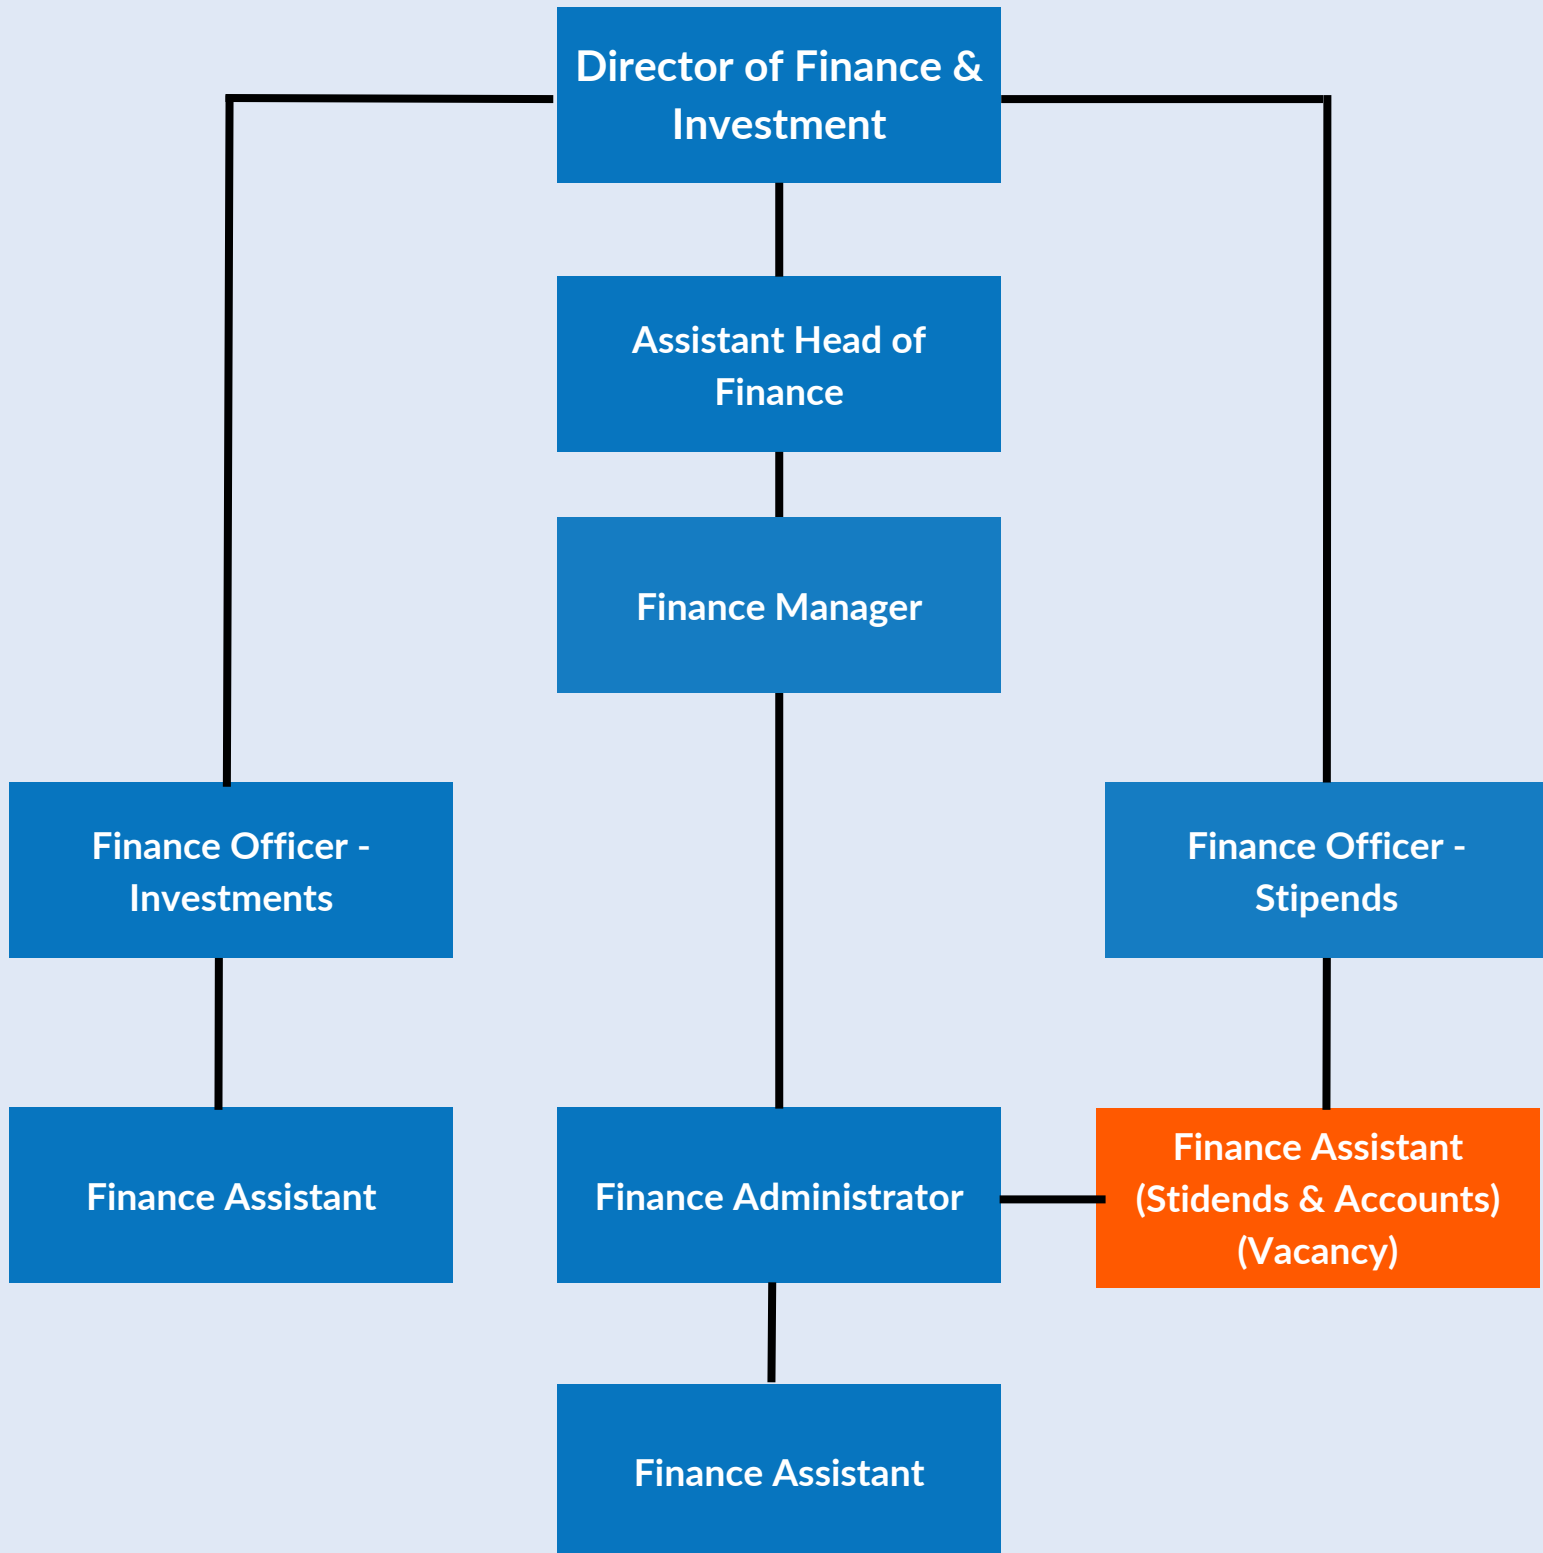 Director of Finance &
Investment
Assistant Head of
Finance
Finance Manager
Finance Officer -
Investments
Finance Officer -
Stipends
Finance Assistant
Finance Administrator
Finance Assistant
(Stidends & Accounts)
(Vacancy)
Finance Assistant